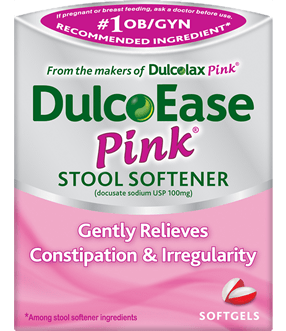 If pregnant or breast feeding, ask a doctor before use.
#1 OB/GYN
RECOMMENDED INGREDIENT*
From the makers of Dulcolax Pink®
DulcoEase
Pink®
STOOL SOFTENER
(docusate sodium USP 100mg)
Gently Relieves
Constipation & Irregularity
*Among stool softener ingredients
SOFTGELS